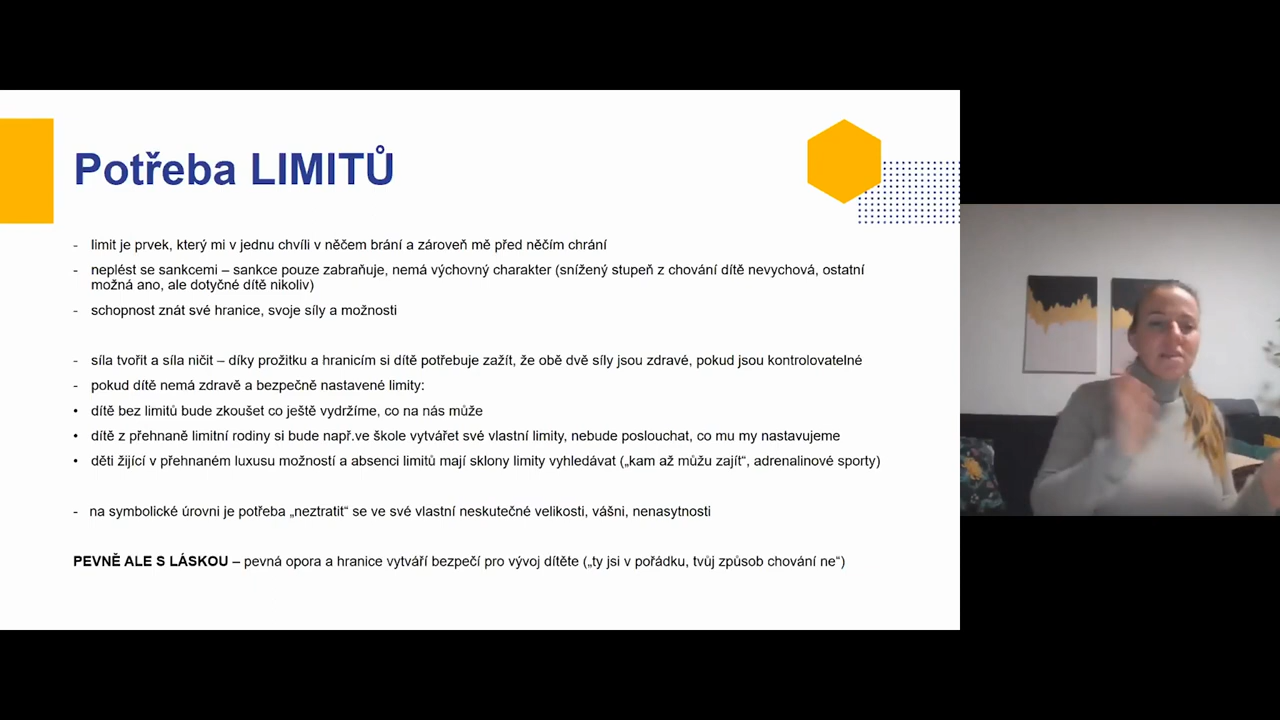 Potřeba LIMITŮ
- limit je prvek, který mi v jednu chvíli v něčem brání a zároveň mě před něčím chrání
- neplést se sankcemi – sankce pouze zabraňuje, nemá výchovný charakter (snížený stupeň z chování dítě nevychová, ostatní
možná ano, ale dotyčné dítě nikoliv)
- schopnost znát své hranice, svoje síly a možnosti
- síla tvořit a síla ničit – díky prožitku a hranicím si dítě potřebuje zažít, že obě dvě síly jsou zdravé, pokud jsou kontrolovatelné
- pokud dítě nemá zdravě a bezpečně nastavené limity:
• dítě bez limitů bude zkoušet co ještě vydržíme, co na nás může
• dítě z přehnaně limitní rodiny si bude např.ve škole vytvářet své vlastní limity, nebude poslouchat, co mu my nastavujeme
• děti žijící v přehnaném luxusu možností a absenci limitů mají sklony limity vyhledávat („kam až můžu zajít“, adrenalinové sporty)
- na symbolické úrovni je potřeba „neztratit“ se ve své vlastní neskutečné velikosti, vášni, nenasytnosti
PEVNĚ ALE S LÁSKOU – pevná opora a hranice vytváří bezpečí pro vývoj dítěte („ty jsi v pořádku, tvůj způsob chování ne“)